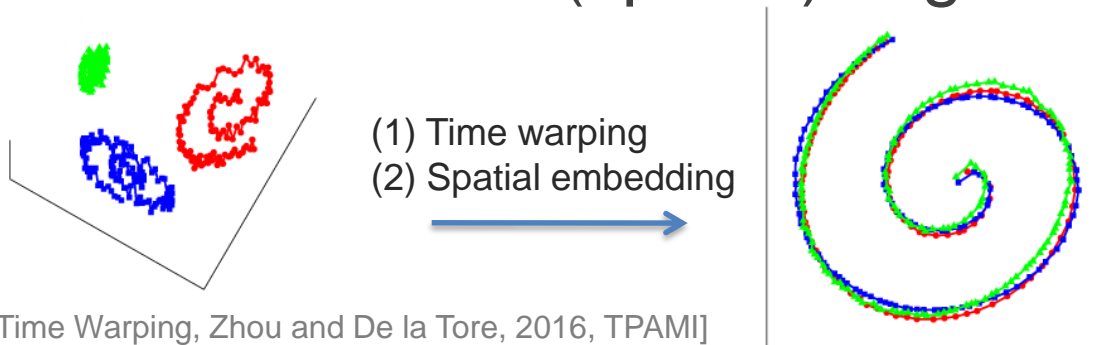 (1) Time warping
(2) Spatial embedding
Time Warping, Zhou and De la Tore, 2016, TPAMI]